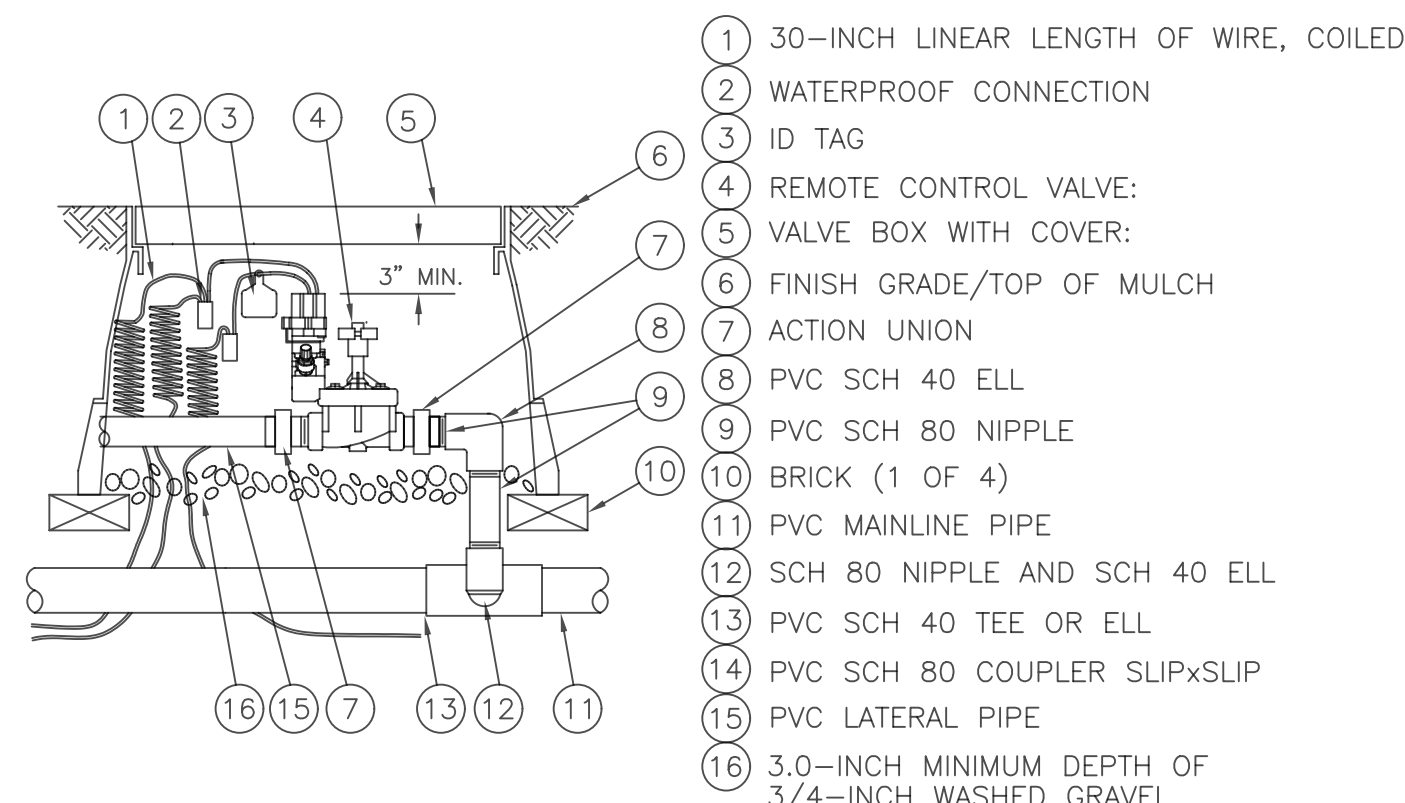 1 2 3 4 5
6
7
3" MIN.
8
9
10
16 15 7 13 12 11
1 30-INCH LINEAR LENGTH OF WIRE, COILED
2 WATERPROOF CONNECTION
3 ID TAG
4 REMOTE CONTROL VALVE:
5 VALVE BOX WITH COVER:
6 FINISH GRADE/TOP OF MULCH
7 ACTION UNION
8 PVC SCH 40 ELL
9 PVC SCH 80 NIPPLE
10 BRICK (1 OF 4)
11 PVC MAINLINE PIPE
12 SCH 80 NIPPLE AND SCH 40 ELL
13 PVC SCH 40 TEE OR ELL
14 PVC SCH 80 COUPLER SLIPxSLIP
15 PVC LATERAL PIPE
16 3.0-INCH MINIMUM DEPTH OF
3/4-INCH WASHED GRAVEL